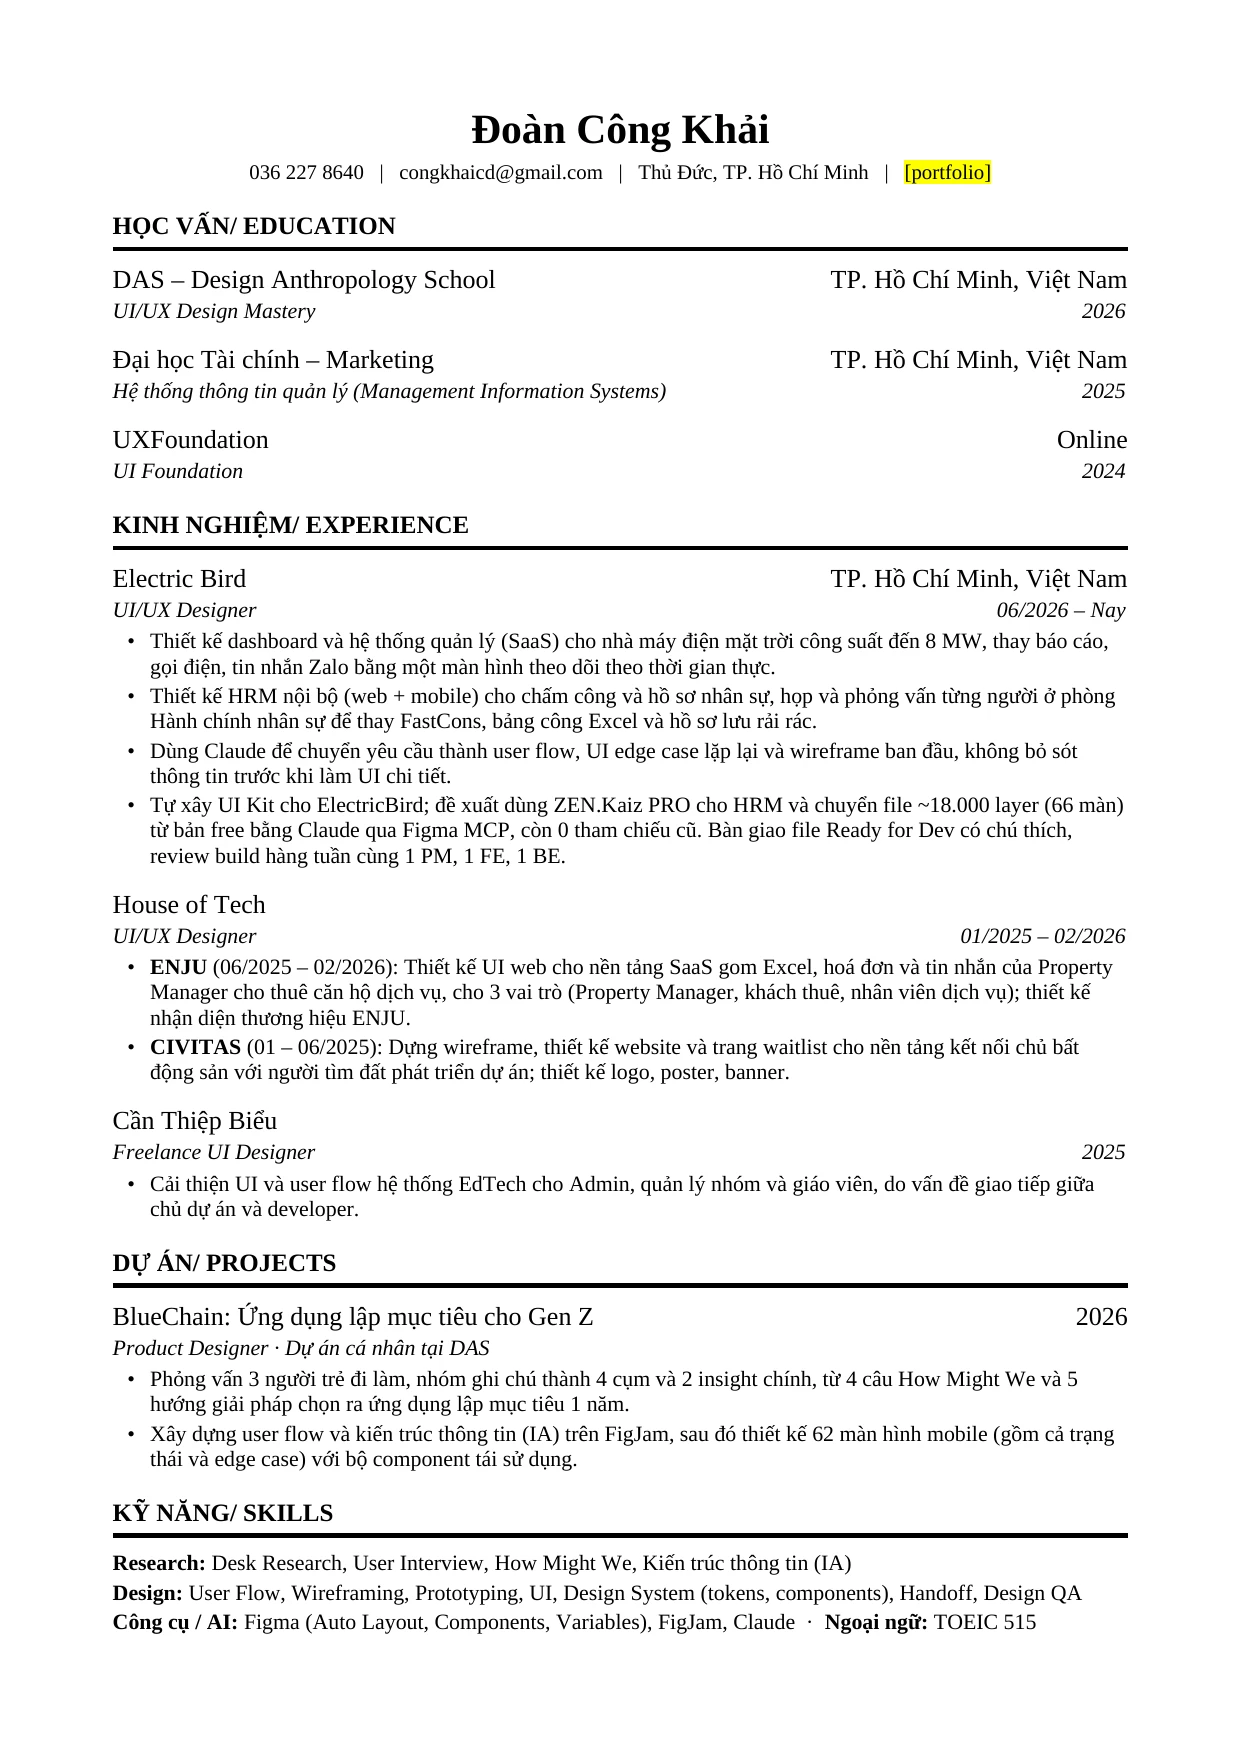 Đoàn Công Khải
036 227 8640 | congkhaicd@gmail.com | Thủ Đức, TP. Hồ Chí Minh | [portfolio]
HỌC VẤN/ EDUCATION
DAS – Design Anthropology School TP. Hồ Chí Minh, Việt Nam
UI/UX Design Mastery 2026
Đại học Tài chính – Marketing TP. Hồ Chí Minh, Việt Nam
Hệ thống thông tin quản lý (Management Information Systems) 2025
UXFoundation Online
UI Foundation 2024
KINH NGHIỆM/ EXPERIENCE
Electric Bird TP. Hồ Chí Minh, Việt Nam
UI/UX Designer 06/2026 – Nay
• Thiết kế dashboard và hệ thống quản lý (SaaS) cho nhà máy điện mặt trời công suất đến 8 MW, thay báo cáo,
gọi điện, tin nhắn Zalo bằng một màn hình theo dõi theo thời gian thực.
• Thiết kế HRM nội bộ (web + mobile) cho chấm công và hồ sơ nhân sự, họp và phỏng vấn từng người ở phòng
Hành chính nhân sự để thay FastCons, bảng công Excel và hồ sơ lưu rải rác.
• Dùng Claude để chuyển yêu cầu thành user flow, UI edge case lặp lại và wireframe ban đầu, không bỏ sót
thông tin trước khi làm UI chi tiết.
• Tự xây UI Kit cho ElectricBird; đề xuất dùng ZEN.Kaiz PRO cho HRM và chuyển file ~18.000 layer (66 màn)
từ bản free bằng Claude qua Figma MCP, còn 0 tham chiếu cũ. Bàn giao file Ready for Dev có chú thích,
review build hàng tuần cùng 1 PM, 1 FE, 1 BE.
House of Tech
UI/UX Designer 01/2025 – 02/2026
• ENJU (06/2025 – 02/2026): Thiết kế UI web cho nền tảng SaaS gom Excel, hoá đơn và tin nhắn của Property
Manager cho thuê căn hộ dịch vụ, cho 3 vai trò (Property Manager, khách thuê, nhân viên dịch vụ); thiết kế
nhận diện thương hiệu ENJU.
• CIVITAS (01 – 06/2025): Dựng wireframe, thiết kế website và trang waitlist cho nền tảng kết nối chủ bất
động sản với người tìm đất phát triển dự án; thiết kế logo, poster, banner.
Cần Thiệp Biểu
Freelance UI Designer 2025
• Cải thiện UI và user flow hệ thống EdTech cho Admin, quản lý nhóm và giáo viên, do vấn đề giao tiếp giữa
chủ dự án và developer.
DỰ ÁN/ PROJECTS
BlueChain: Ứng dụng lập mục tiêu cho Gen Z 2026
Product Designer · Dự án cá nhân tại DAS
• Phỏng vấn 3 người trẻ đi làm, nhóm ghi chú thành 4 cụm và 2 insight chính, từ 4 câu How Might We và 5
hướng giải pháp chọn ra ứng dụng lập mục tiêu 1 năm.
• Xây dựng user flow và kiến trúc thông tin (IA) trên FigJam, sau đó thiết kế 62 màn hình mobile (gồm cả trạng
thái và edge case) với bộ component tái sử dụng.
KỸ NĂNG/ SKILLS
Research: Desk Research, User Interview, How Might We, Kiến trúc thông tin (IA)
Design: User Flow, Wireframing, Prototyping, UI, Design System (tokens, components), Handoff, Design QA
Công cụ / AI: Figma (Auto Layout, Components, Variables), FigJam, Claude · Ngoại ngữ: TOEIC 515